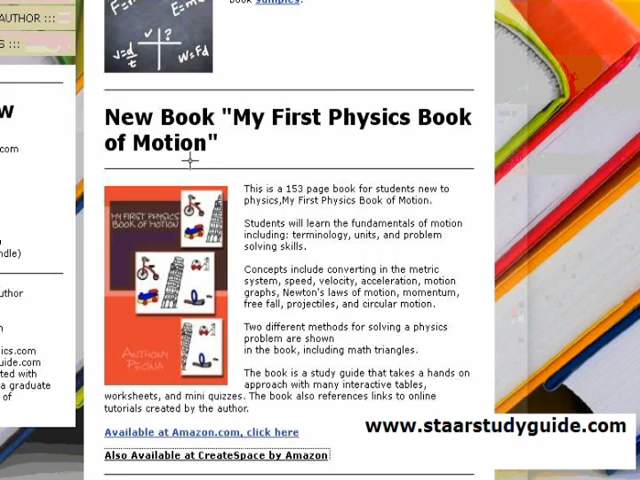 AUTHOR :::
S :::
w
.com
ndle)
uthor
n
ics.com
uide.com
ted with
a graduate
of
book samples.
F=m
E=m
v=d/t
v ?
W=Fd
New Book "My First Physics Book
of Motion"
MY FIRST PHYSICS
BOOK OF MOTION
ANTHONY
This is a 153 page book for students new to
physics,My First Physics Book of Motion.
Students will learn the fundamentals of motion
including: terminology, units, and problem
solving skills.
Concepts include converting in the metric
system, speed, velocity, acceleration, motion
graphs, Newton's laws of motion, momentum,
free fall, projectiles, and circular motion.
Two different methods for solving a physics
problem are shown
in the book, including math triangles.
The book is a study guide that takes a hands on
approach with many interactive tables,
worksheets, and mini quizzes. The book also references links to online
tutorials created by the author.
Available at Amazon.com, click here
Also Available at CreateSpace by Amazon
www.staarstudyguide.com